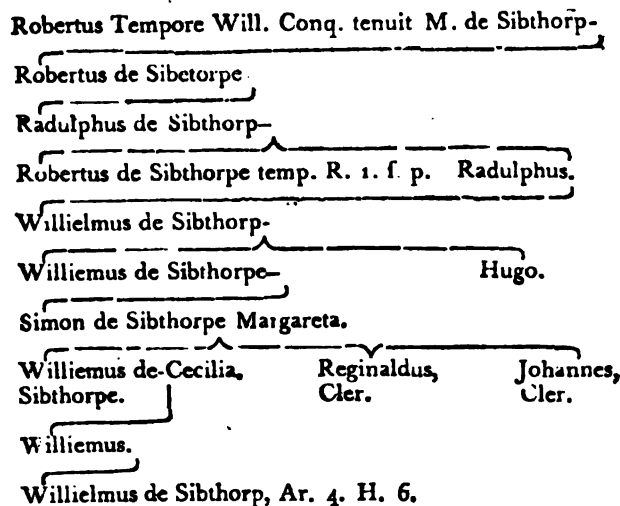 Robertus Tempore Will. Conq. tenuit M. de Sibthorp-
Robertus de Sibetorpe
Radulphus de Sibthorp-
Robertus de Sibthorpe temp. R. 1. ſ. p. Radulphus.
Willielmus de Sibthorp-
Williemus de Sibthorpe- Hugo.
Simon de Sibthorpe Margareta.
Williemus de-Cecilia, Reginaldus, Johannes,
Sibthorpe. Cler. Cler.
Williemus.
Willielmus de Sibthorp, Ar. 4. H. 6.